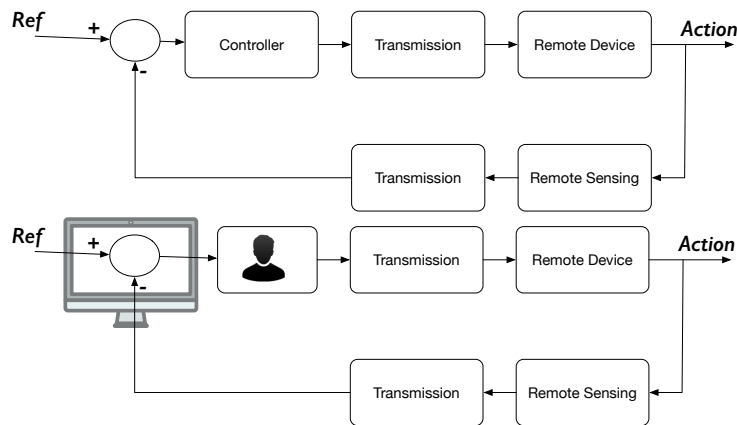 Ref
+
-
Controller
Transmission
Remote Device
Action
Transmission
Remote Sensing
Ref
+
-
Transmission
Remote Device
Action
Transmission
Remote Sensing